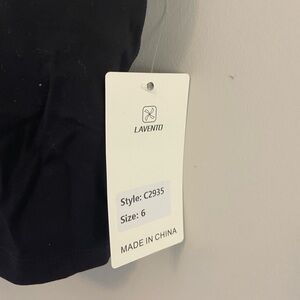 LAVENTO
Style: C2935
Size: 6
MADE IN CHINA